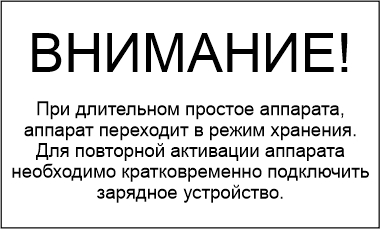 ВНИМАНИЕ!
При длительном простое аппарата,
аппарат переходит в режим хранения.
Для повторной активации аппарата
необходимо кратковременно подключить
зарядное устройство.